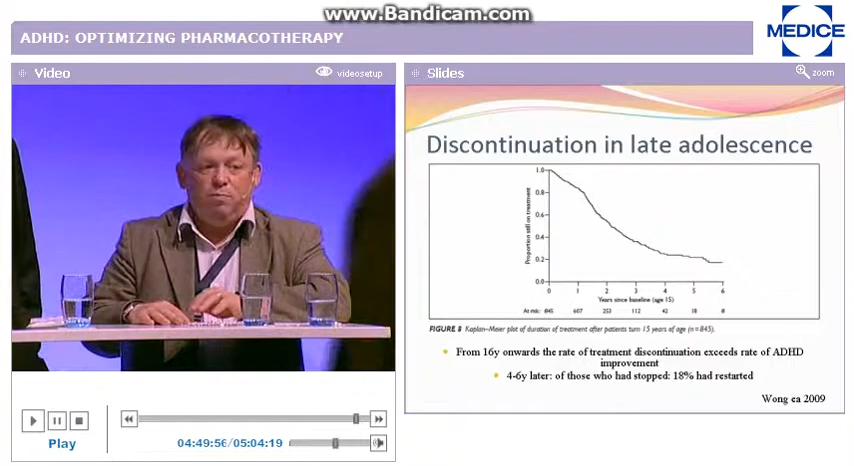 www.Bandicam.com
ADHD: OPTIMIZING PHARMACOTHERAPY
MEDICE
Video
videosetup
Slides
zoom
Discontinuation in late adolescence
1.0
0.8
0.6
0.4
0.2
0.0
Proportion still on treatment
0 1 2 3 4 5 6
Years since baseline (age 15)
At risk: 845 607 253 112 42 18 8
FIGURE 8 Kaplan–Meier plot of duration of treatment after patients turn 15 years of age (n=845).
From 16y onwards the rate of treatment discontinuation exceeds rate of ADHD
improvement
4-6y later: of those who had stopped: 18% had restarted
Wong ea 2009
Play
04:49:56/05:04:19